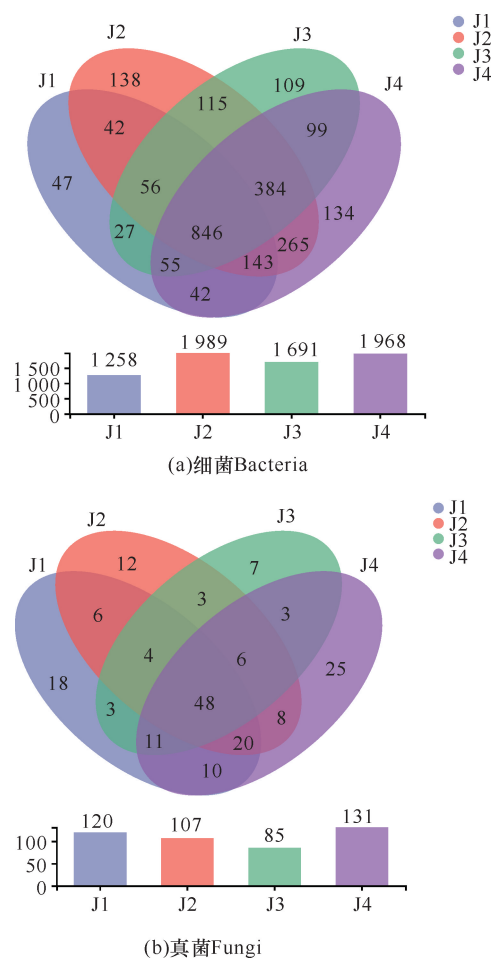 J1
J2
J3
J4
J2
J3
J1
J4
138
109
115
42
99
47
56
384
134
27
846
265
55
143
42
1 989
1 968
1 691
1 258
1 500
1 000
500
0
J1 J2 J3 J4
(a)细菌Bacteria
J1
J2
J3
J4
J2
J3
J1
J4
12
7
3
6
3
4
6
25
18
48
3
8
11
20
10
131
120
107
85
100
50
0
J1 J2 J3 J4
(b)真菌Fungi